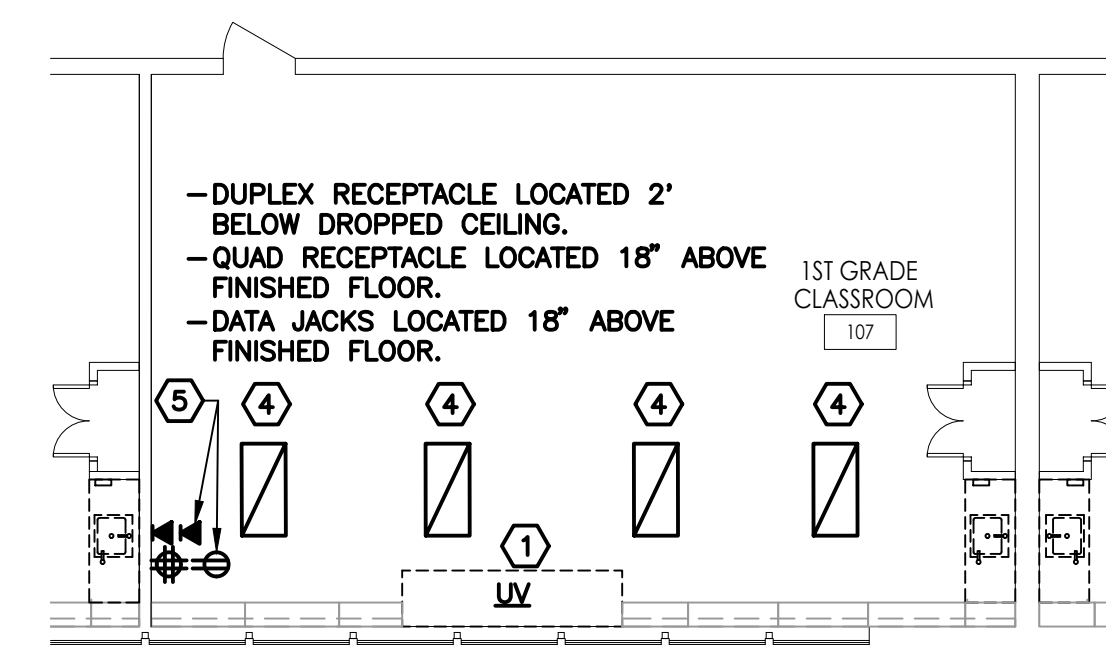 –DUPLEX RECEPTACLE LOCATED 2'
BELOW DROPPED CEILING.
–QUAD RECEPTACLE LOCATED 18" ABOVE
FINISHED FLOOR.
–DATA JACKS LOCATED 18" ABOVE
FINISHED FLOOR.
1ST GRADE
CLASSROOM
107
5
4
4
4
4
1
UV